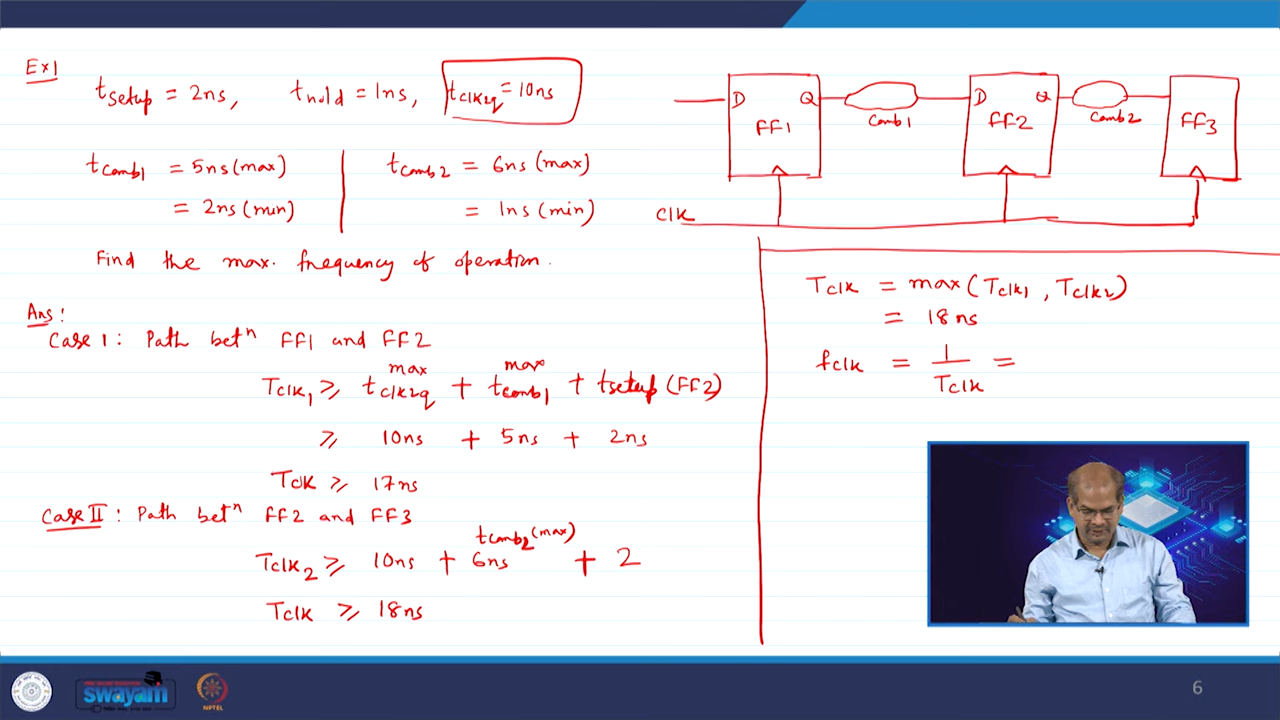 Ex1
tsetup = 2ns, thold = 1ns, tclk2q = 10ns
tcomb1 = 5ns (max)
= 2ns (min)
tcomb2 = 6ns (max)
= 1ns (min)
Find the max. frequency of operation.
D Q
FF1
Comb1
D Q
FF2
Comb2
FF3
Clk
Ans:
Case 1: Path betn FF1 and FF2
max max
Tclk1 ≥ tclk2q + tcomb1 + tsetup (FF2)
≥ 10ns + 5ns + 2ns
Tclk ≥ 17ns
Case II: Path betn FF2 and FF3
tcomb2(max)
Tclk2 ≥ 10ns + 6ns + 2
Tclk ≥ 18ns
Tclk = max(Tclk1, Tclk2)
= 18ns
fclk = 1/Tclk =
swayam
NPTEL
6